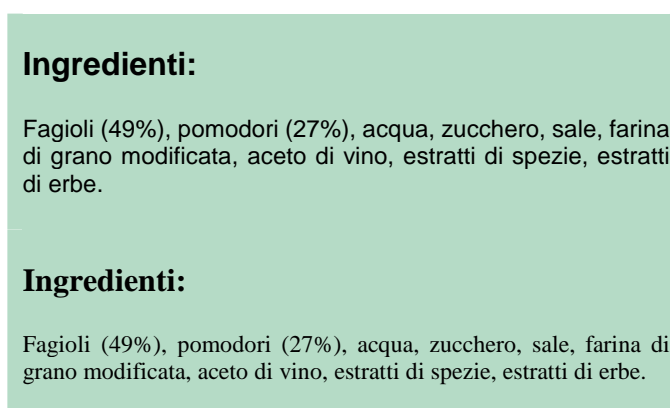 Ingredienti:
Fagioli (49%), pomodori (27%), acqua, zucchero, sale, farina
di grano modificata, aceto di vino, estratti di spezie, estratti
di erbe.
Ingredienti:
Fagioli (49%), pomodori (27%), acqua, zucchero, sale, farina di
grano modificata, aceto di vino, estratti di spezie, estratti di erbe.